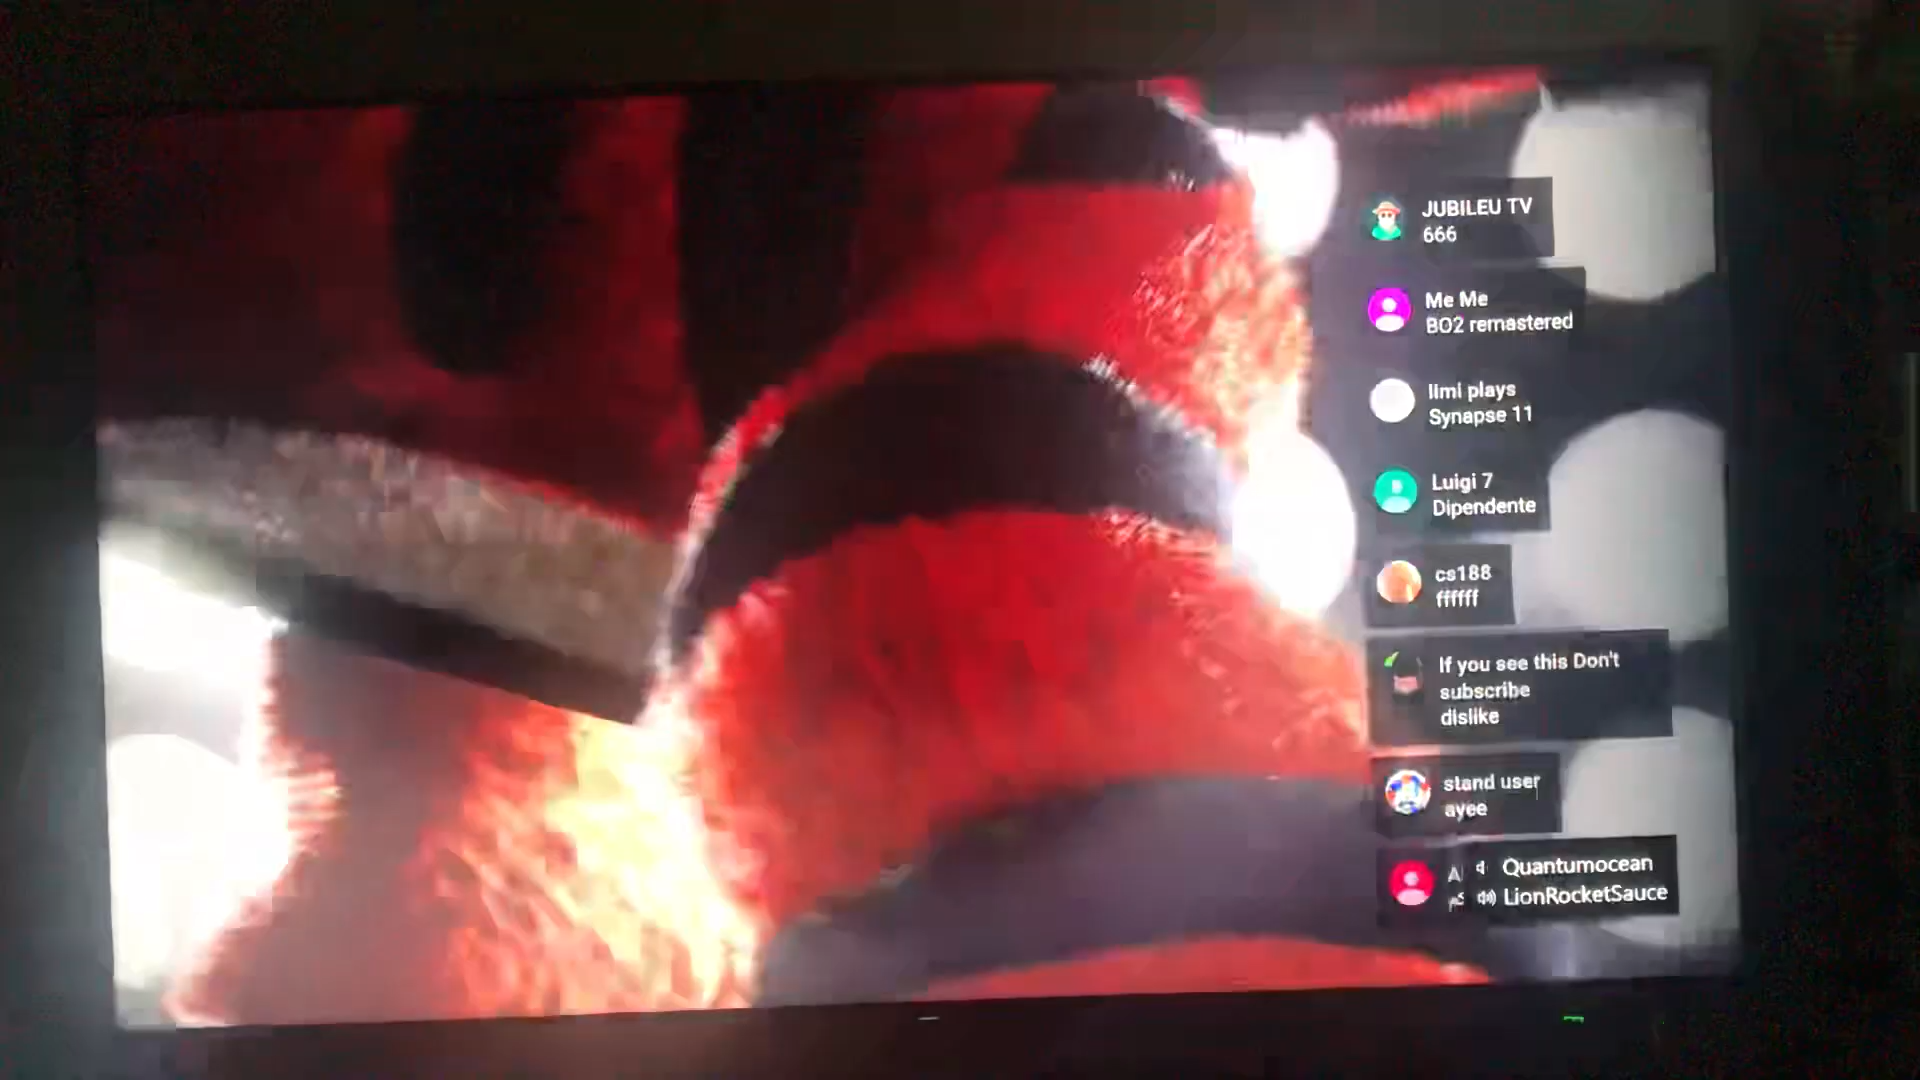 JUBILEU TV
666
Me Me
BO2 remastered
limi plays
Synapse 11
Luigi 7
Dipendente
cs188
ffffff
If you see this Don't
subscribe
dislike
stand user
ayee
Quantumocean
LionRocketSauce